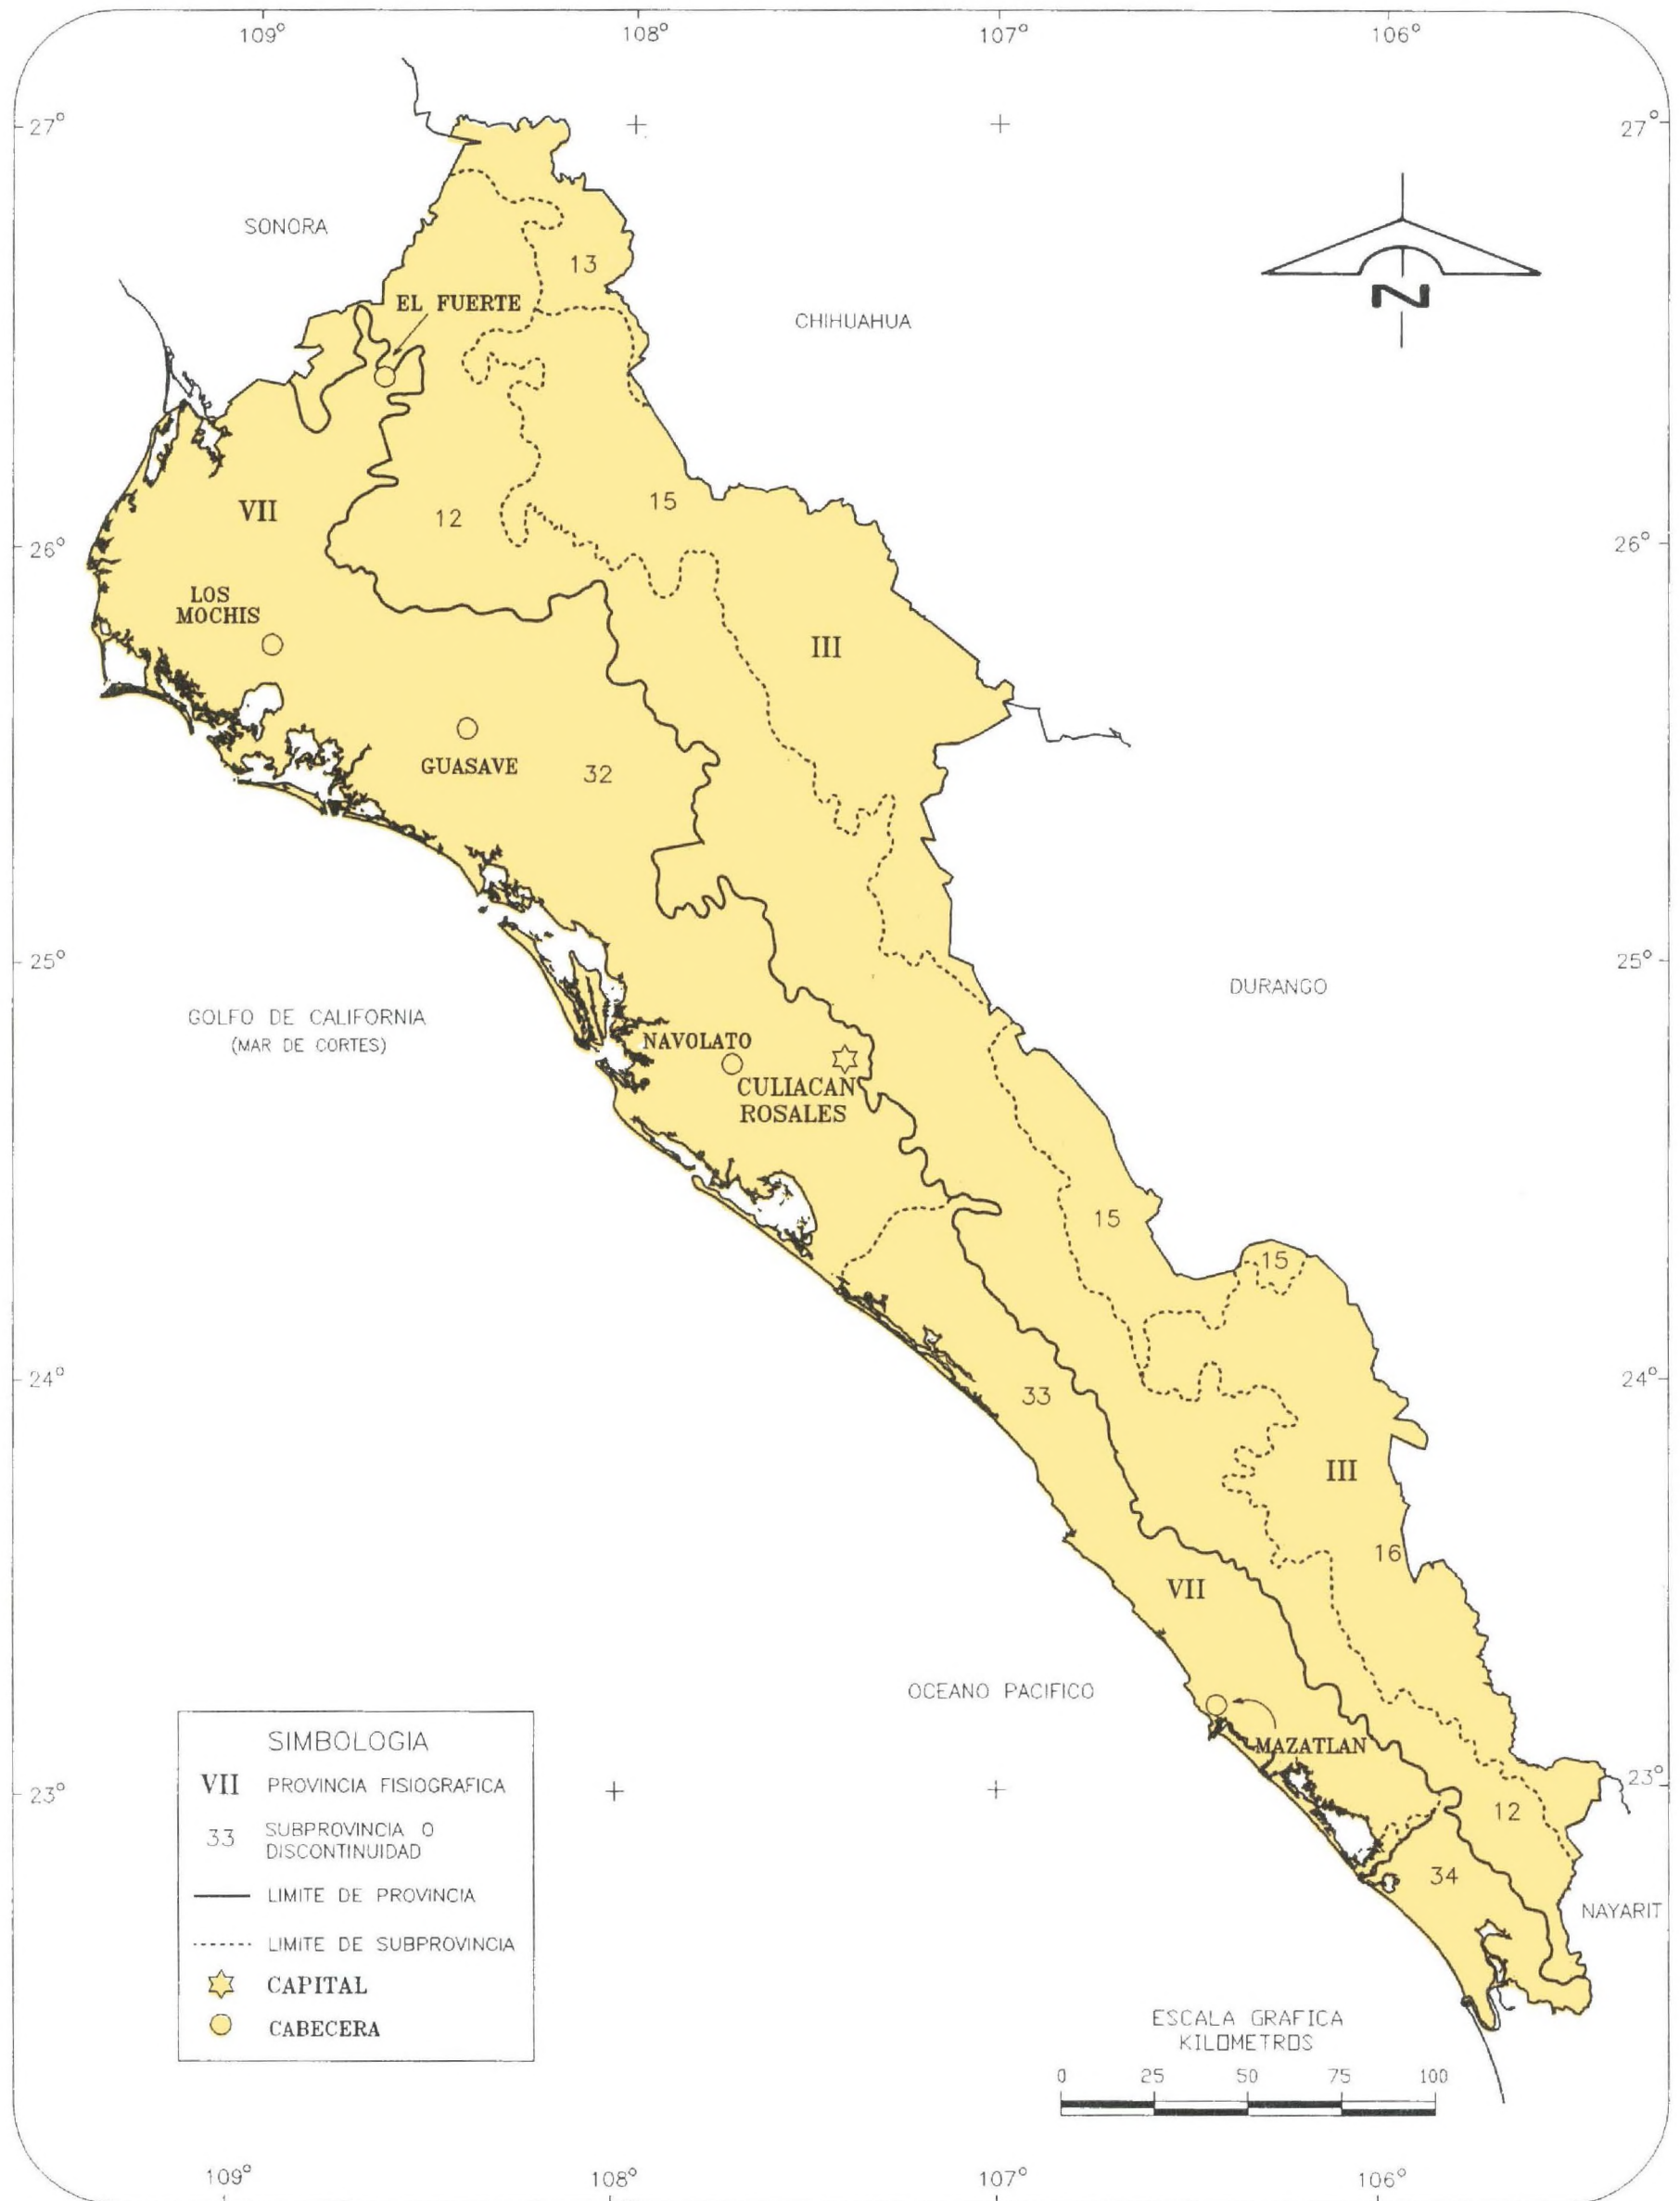 109°
108°
107°
106°
27°
27°
SONORA
13
EL FUERTE
CHIHUAHUA
N
VII
12
15
26°
26°
LOS
MOCHIS
III
GUASAVE
32
25°
25°
DURANGO
GOLFO DE CALIFORNIA
(MAR DE CORTES)
NAVOLATO
CULIACAN
ROSALES
15
15
24°
24°
33
III
16
VII
OCEANO PACIFICO
MAZATLAN
23°
23°
12
34
NAYARIT
SIMBOLOGIA
VII PROVINCIA FISIOGRAFICA
33 SUBPROVINCIA O
DISCONTINUIDAD
LIMITE DE PROVINCIA
LIMITE DE SUBPROVINCIA
CAPITAL
CABECERA
ESCALA GRAFICA
KILOMETROS
0 25 50 75 100
109°
108°
107°
106°